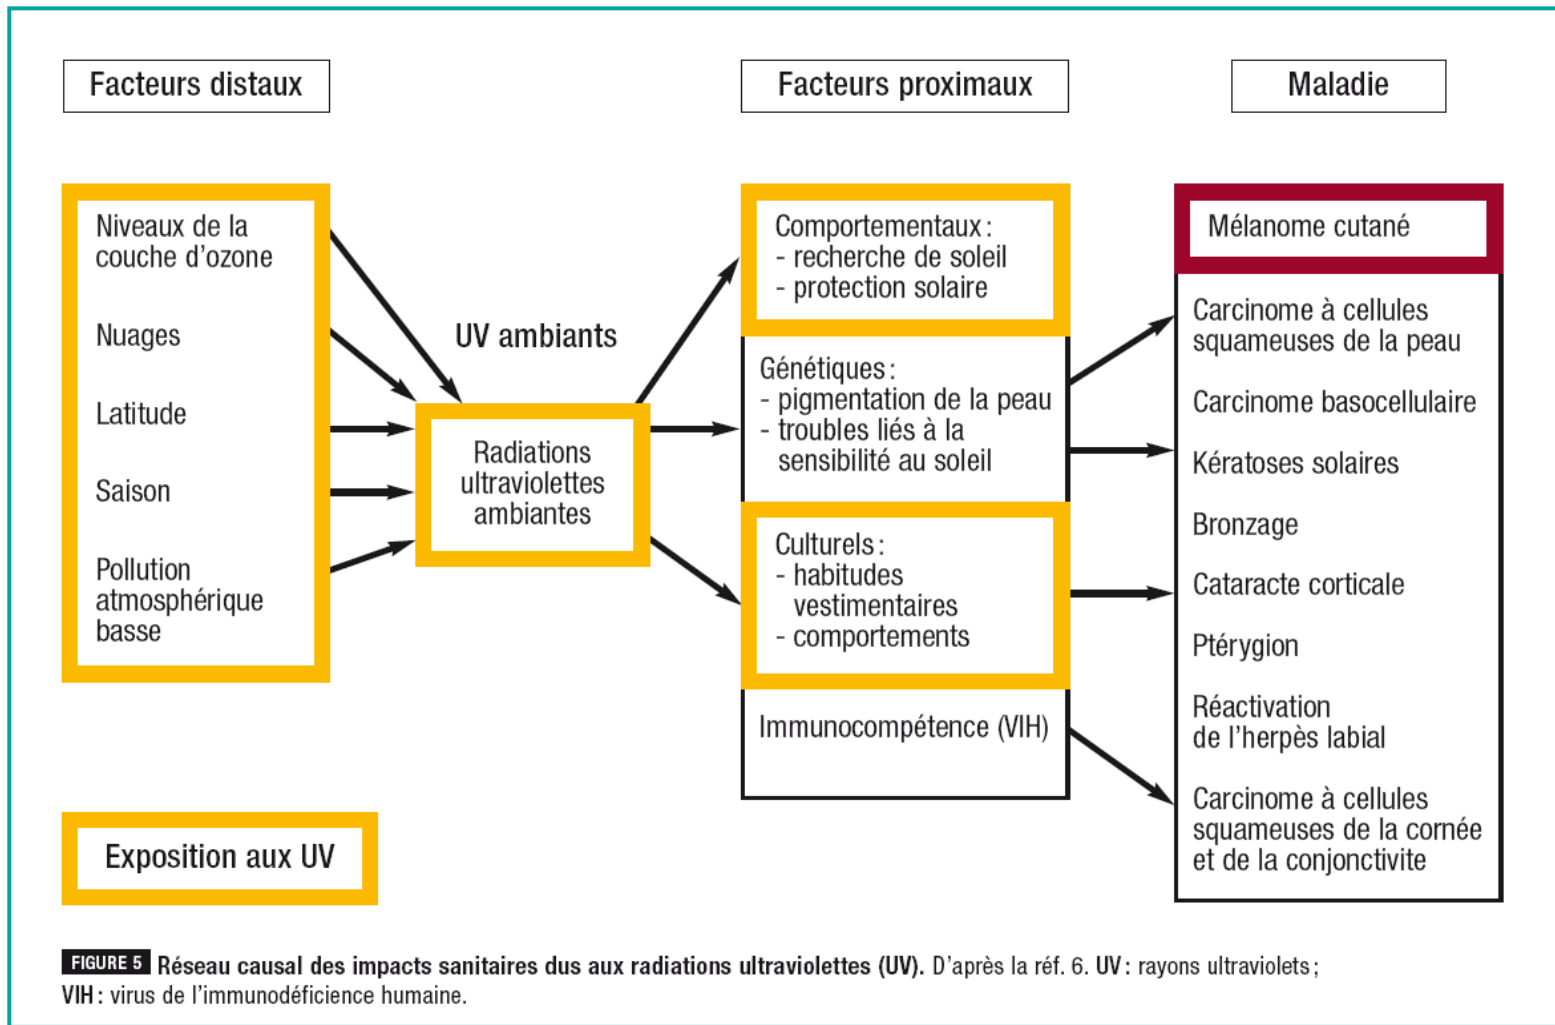 Facteurs distaux
Facteurs proximaux
Maladie
Niveaux de la
couche d'ozone
Nuages
Latitude
Saison
Pollution
atmosphérique
basse
UV ambiants
Radiations
ultraviolettes
ambiantes
Comportementaux :
- recherche de soleil
- protection solaire
Génétiques :
- pigmentation de la peau
- troubles liés à la
sensibilité au soleil
Culturels :
- habitudes
vestimentaires
- comportements
Immunocompétence (VIH)
Mélanome cutané
Carcinome à cellules
squameuses de la peau
Carcinome basocellulaire
Kératoses solaires
Bronzage
Cataracte corticale
Ptérygion
Réactivation
de l'herpès labial
Carcinome à cellules
squameuses de la cornée
et de la conjonctivite
Exposition aux UV
FIGURE 5 Réseau causal des impacts sanitaires dus aux radiations ultraviolettes (UV). D'après la réf. 6. UV : rayons ultraviolets ;
VIH : virus de l'immunodéficience humaine.